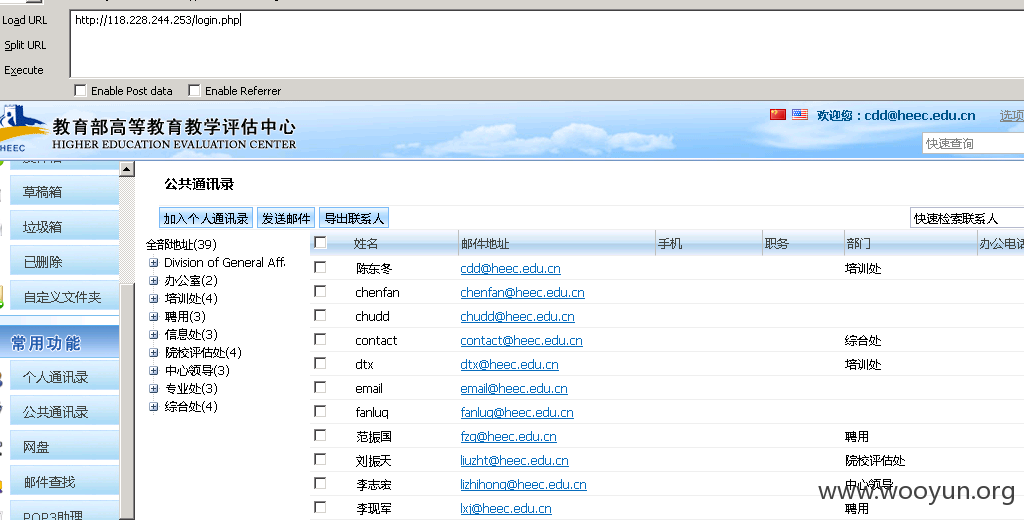 Load URL
http://118.228.244.253/login.php
Split URL
Execute
Enable Post data Enable Referrer
HEEC
教育部高等教育教学评估中心
HIGHER EDUCATION EVALUATION CENTER
欢迎您：cdd@heec.edu.cn 选项
快速查询
草稿箱
垃圾箱
已删除
自定义文件夹
常用功能
个人通讯录
公共通讯录
网盘
邮件查找
POP3助理
公共通讯录
加入个人通讯录 发送邮件 导出联系人
快速检索联系人
全部地址(39)
Division of General Aff.
办公室(2)
培训处(4)
聘用(3)
信息处(3)
院校评估处(4)
中心领导(3)
专业处(3)
综合处(4)
姓名 邮件地址 手机 职务 部门 办公电话
陈东冬 cdd@heec.edu.cn 培训处
chenfan chenfan@heec.edu.cn
chudd chudd@heec.edu.cn
contact contact@heec.edu.cn 综合处
dtx dtx@heec.edu.cn 培训处
email email@heec.edu.cn
fanluq fanluq@heec.edu.cn
范振国 fzg@heec.edu.cn 聘用
刘振天 liuzht@heec.edu.cn 院校评估处
李志宏 lizhihong@heec.edu.cn 中心领导
李现军 lxj@heec.edu.cn 聘用
www.wooyun.org